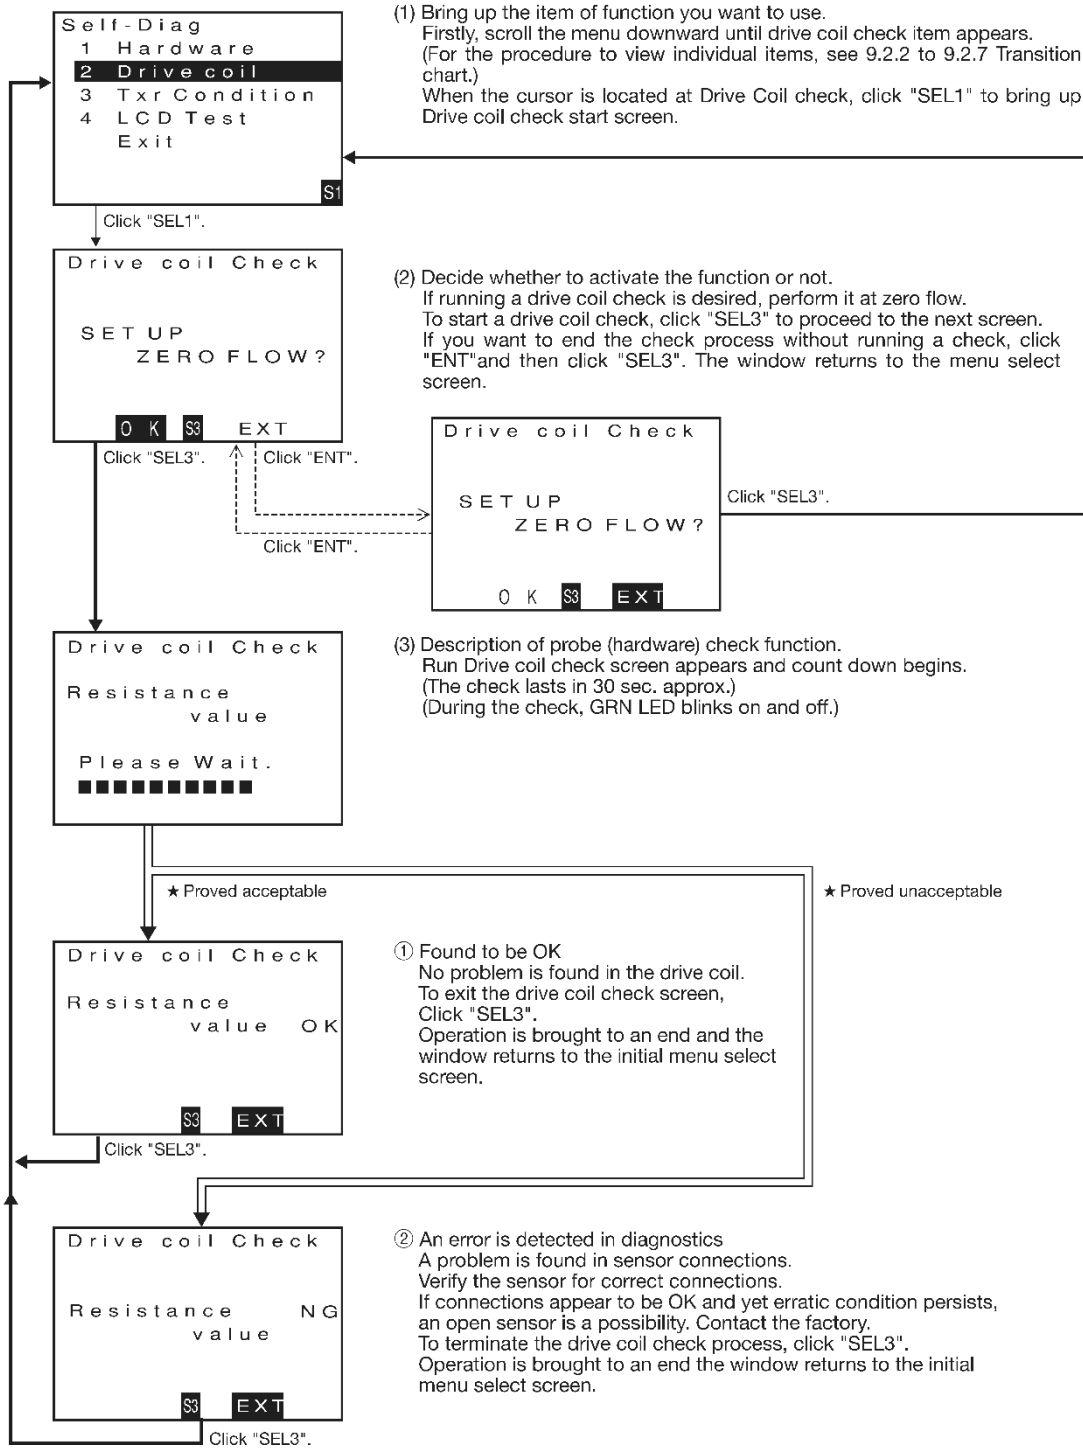 Self-Diag
1 Hardware
2 Drive coil
3 Txr Condition
4 LCD Test
Exit
S1
(1) Bring up the item of function you want to use.
Firstly, scroll the menu downward until drive coil check item appears.
(For the procedure to view individual items, see 9.2.2 to 9.2.7 Transition
chart.)
When the cursor is located at Drive Coil check, click "SEL1" to bring up
Drive coil check start screen.
Click "SEL1".
Drive coil Check
SET UP
ZERO FLOW?
OK S3 EXT
(2) Decide whether to activate the function or not.
If running a drive coil check is desired, perform it at zero flow.
To start a drive coil check, click "SEL3" to proceed to the next screen.
If you want to end the check process without running a check, click
"ENT"and then click "SEL3". The window returns to the menu select
screen.
Click "SEL3".
Click "ENT".
Click "ENT".
Drive coil Check
SET UP
ZERO FLOW?
OK S3 EXT
Click "SEL3".
Drive coil Check
Resistance
value
Please Wait.
(3) Description of probe (hardware) check function.
Run Drive coil check screen appears and count down begins.
(The check lasts in 30 sec. approx.)
(During the check, GRN LED blinks on and off.)
★ Proved acceptable
★ Proved unacceptable
Drive coil Check
Resistance
value OK
S3 EXT
Click "SEL3".
① Found to be OK
No problem is found in the drive coil.
To exit the drive coil check screen,
Click "SEL3".
Operation is brought to an end and the
window returns to the initial menu select
screen.
Drive coil Check
Resistance NG
value
S3 EXT
Click "SEL3".
② An error is detected in diagnostics
A problem is found in sensor connections.
Verify the sensor for correct connections.
If connections appear to be OK and yet erratic condition persists,
an open sensor is a possibility. Contact the factory.
To terminate the drive coil check process, click "SEL3".
Operation is brought to an end the window returns to the initial
menu select screen.